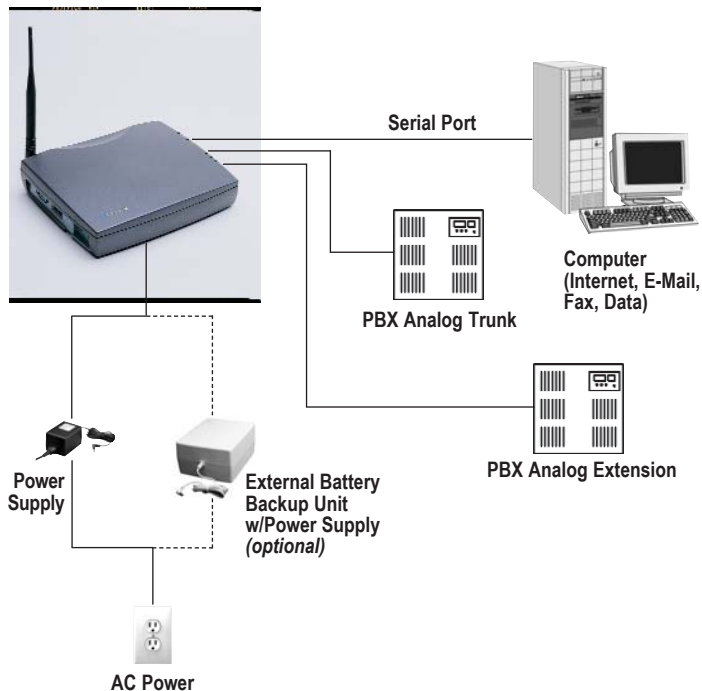 Serial Port
Computer
(Internet, E-Mail,
Fax, Data)
PBX Analog Trunk
PBX Analog Extension
Power
Supply
External Battery
Backup Unit
w/Power Supply
(optional)
AC Power